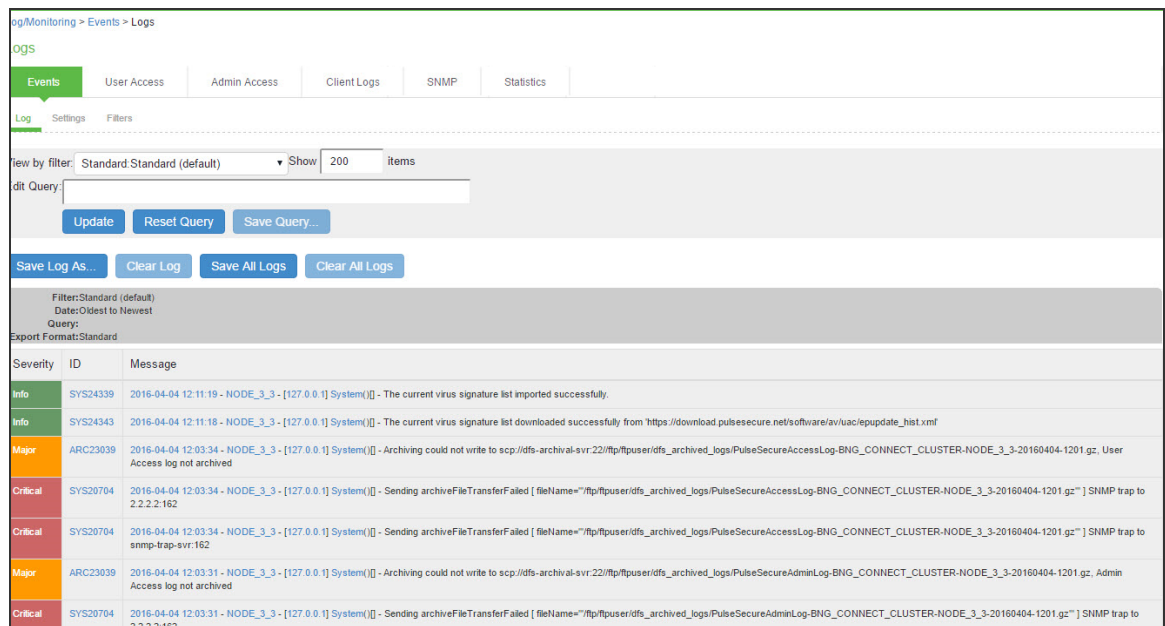 og/Monitoring > Events > Logs
ogs
Events User Access Admin Access Client Logs SNMP Statistics
Log Settings Filters
View by filter: Standard:Standard (default) Show 200 items
Edit Query:
Update Reset Query Save Query...
Save Log As... Clear Log Save All Logs Clear All Logs
Filter:Standard (default)
Date:Oldest to Newest
Query:
Export Format:Standard
Severity ID Message
Info SYS24339 2016-04-04 12:11:19 - NODE_3_3 - [127.0.0.1] System()[] - The current virus signature list imported successfully.
Info SYS24343 2016-04-04 12:11:18 - NODE_3_3 - [127.0.0.1] System()[] - The current virus signature list downloaded successfully from 'https://download.pulsesecure.net/software/av/uac/epupdate_hist.xml'
Major ARC23039 2016-04-04 12:03:34 - NODE_3_3 - [127.0.0.1] System()[] - Archiving could not write to scp://dfs-archival-svr:22//ftp/ftpuser/dfs_archived_logs/PulseSecureAccessLog-BNG_CONNECT_CLUSTER-NODE_3_3-20160404-1201.gz, User
Access log not archived
Critical SYS20704 2016-04-04 12:03:34 - NODE_3_3 - [127.0.0.1] System()[] - Sending archiveFileTransferFailed [ fileName="'/ftp/ftpuser/dfs_archived_logs/PulseSecureAccessLog-BNG_CONNECT_CLUSTER-NODE_3_3-20160404-1201.gz'" ] SNMP trap to
2.2.2.2:162
Critical SYS20704 2016-04-04 12:03:34 - NODE_3_3 - [127.0.0.1] System()[] - Sending archiveFileTransferFailed [ fileName="'/ftp/ftpuser/dfs_archived_logs/PulseSecureAccessLog-BNG_CONNECT_CLUSTER-NODE_3_3-20160404-1201.gz'" ] SNMP trap to
snmp-trap-svr:162
Major ARC23039 2016-04-04 12:03:31 - NODE_3_3 - [127.0.0.1] System()[] - Archiving could not write to scp://dfs-archival-svr:22//ftp/ftpuser/dfs_archived_logs/PulseSecureAdminLog-BNG_CONNECT_CLUSTER-NODE_3_3-20160404-1201.gz, Admin
Access log not archived
Critical SYS20704 2016-04-04 12:03:31 - NODE_3_3 - [127.0.0.1] System()[] - Sending archiveFileTransferFailed [ fileName="'/ftp/ftpuser/dfs_archived_logs/PulseSecureAdminLog-BNG_CONNECT_CLUSTER-NODE_3_3-20160404-1201.gz'" ] SNMP trap to
2.2.2.2:162